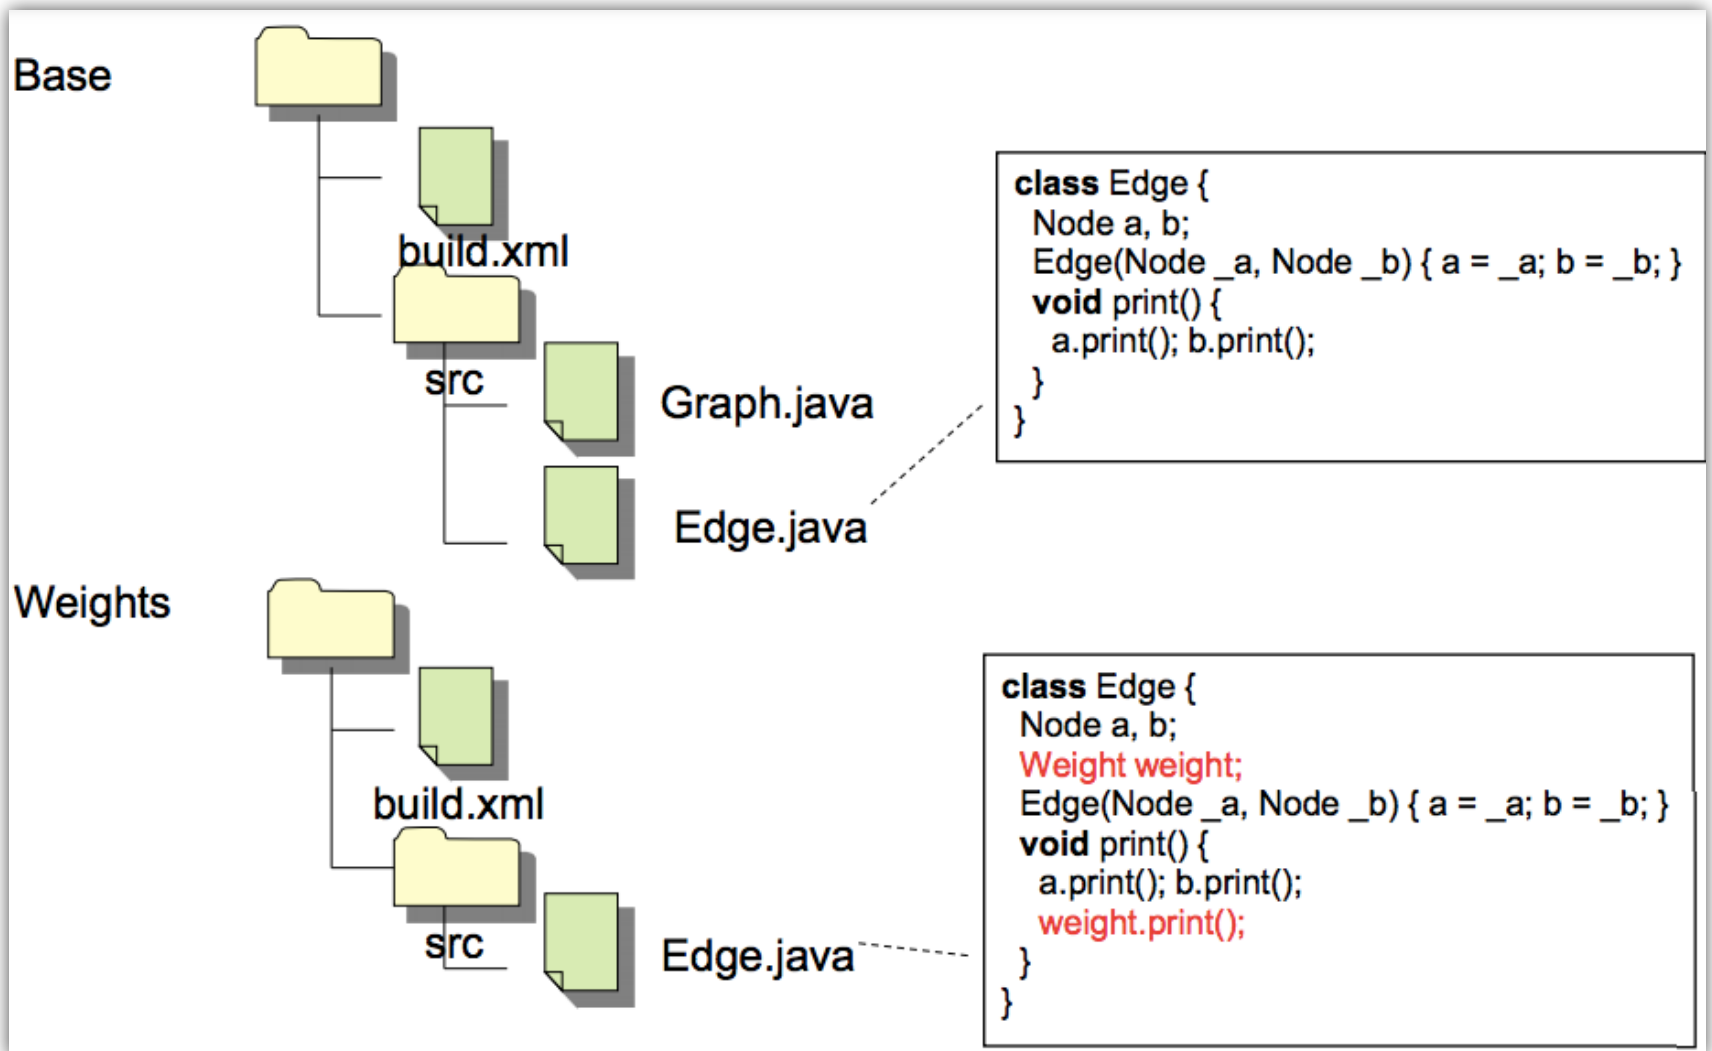 Base
build.xml
src
Graph.java
Edge.java
class Edge {
Node a, b;
Edge(Node _a, Node _b) { a = _a; b = _b; }
void print() {
a.print(); b.print();
}
}
Weights
build.xml
src
Edge.java
class Edge {
Node a, b;
Weight weight;
Edge(Node _a, Node _b) { a = _a; b = _b; }
void print() {
a.print(); b.print();
weight.print();
}
}